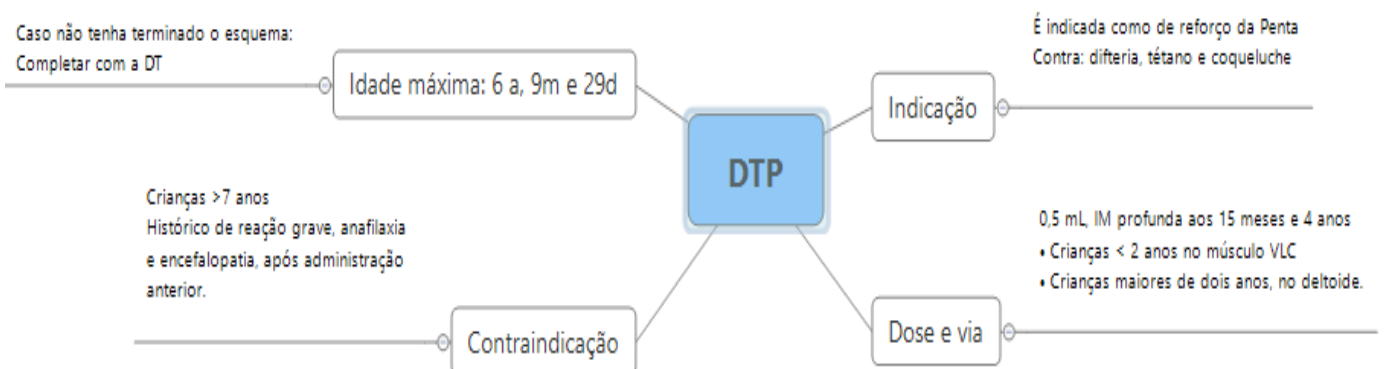 DTP
Caso não tenha terminado o esquema:
Completar com a DT
Idade máxima: 6 a, 9m e 29d
Crianças >7 anos
Histórico de reação grave, anafilaxia
e encefalopatia, após administração
anterior.
Contraindicação
É indicada como de reforço da Penta
Contra: difteria, tétano e coqueluche
Indicação
0,5 mL, IM profunda aos 15 meses e 4 anos
• Crianças < 2 anos no músculo VLC
• Crianças maiores de dois anos, no deltoide.
Dose e via